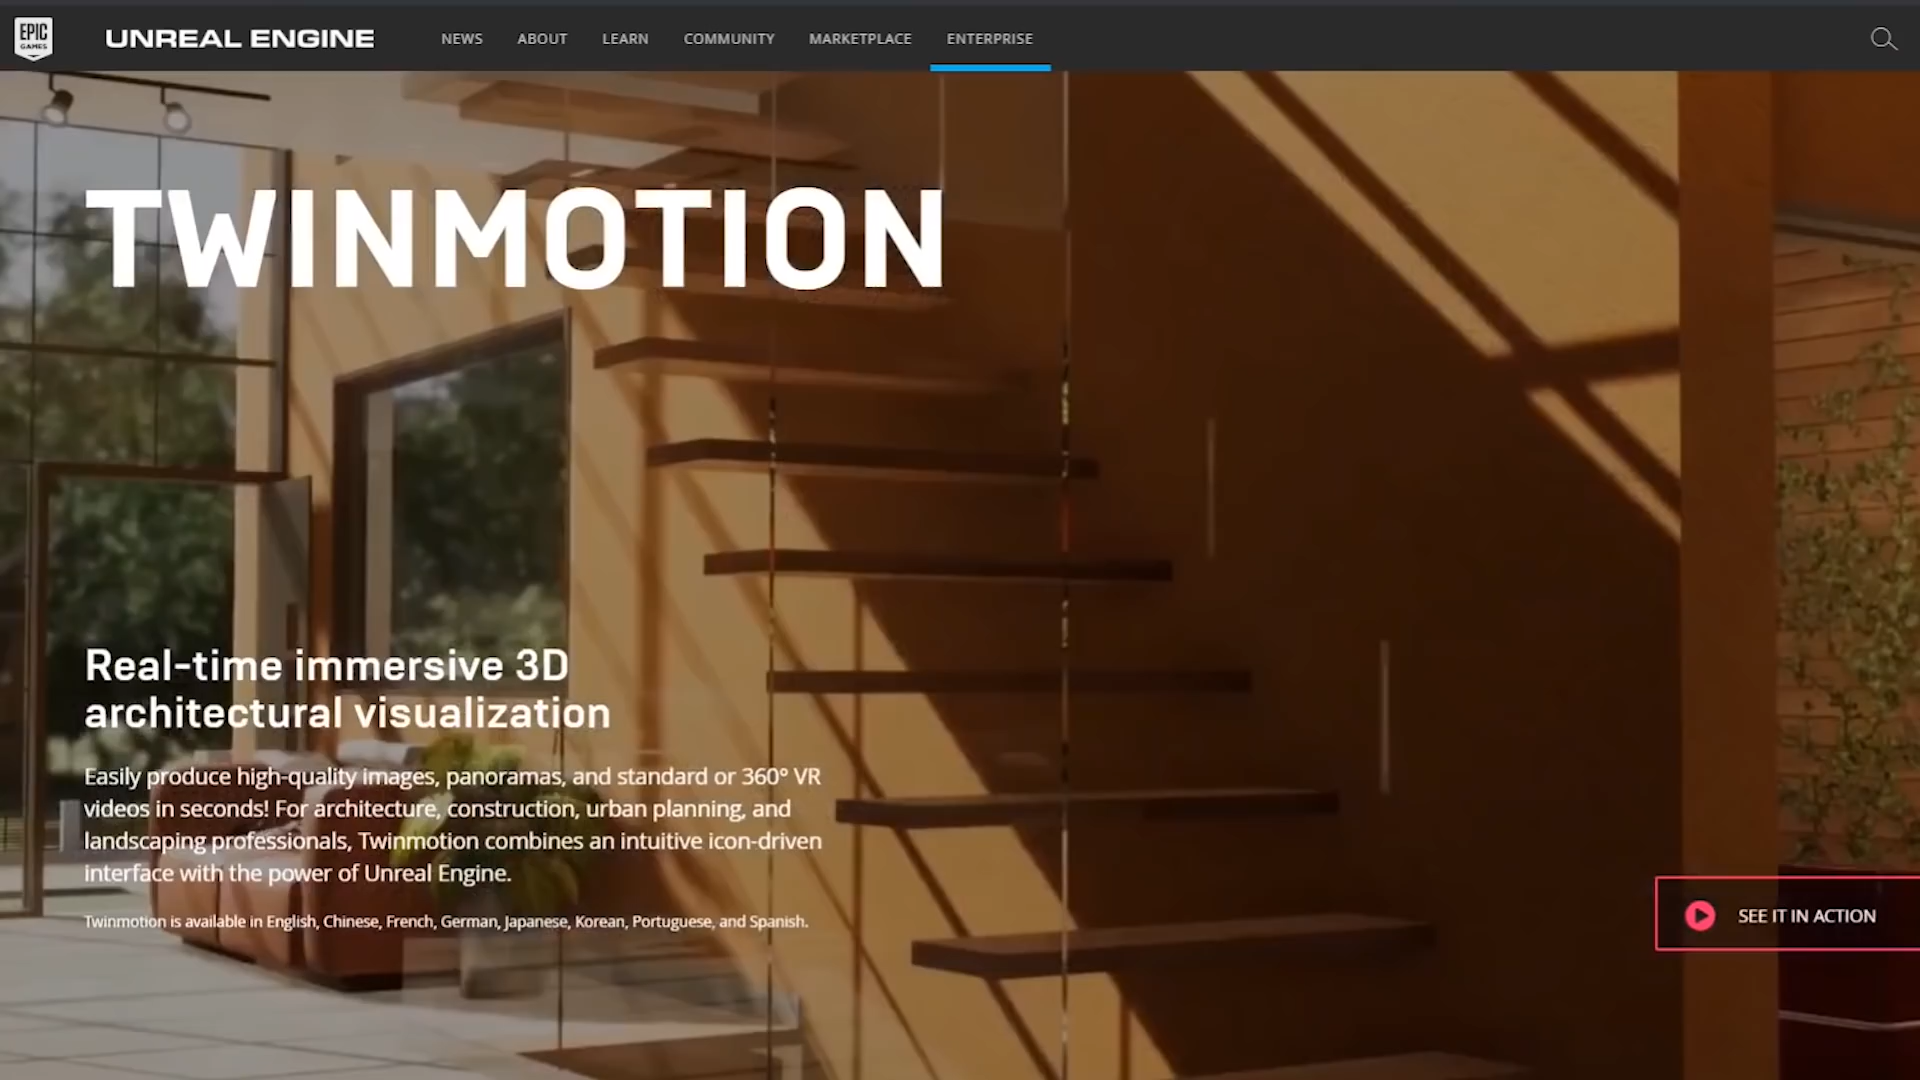 EPIC
GAMES
UNREAL ENGINE
NEWS
ABOUT
LEARN
COMMUNITY
MARKETPLACE
ENTERPRISE
TWINMOTION
Real-time immersive 3D
architectural visualization
Easily produce high-quality images, panoramas, and standard or 360° VR
videos in seconds! For architecture, construction, urban planning, and
landscaping professionals, Twinmotion combines an intuitive icon-driven
interface with the power of Unreal Engine.
Twinmotion is available in English, Chinese, French, German, Japanese, Korean, Portuguese, and Spanish.
SEE IT IN ACTION